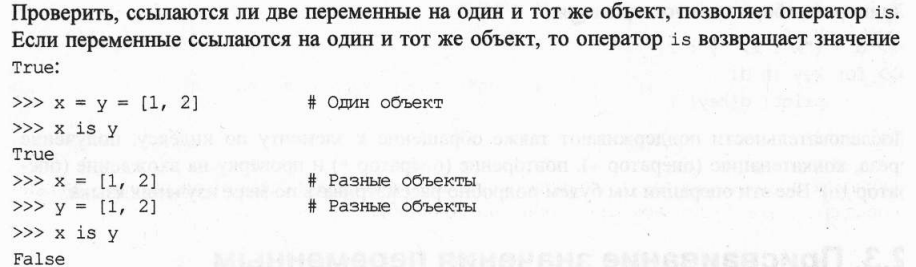 Проверить, ссылаются ли две переменные на один и тот же объект, позволяет оператор is.
Если переменные ссылаются на один и тот же объект, то оператор is возвращает значение
True:
>>> x = y = [1, 2] # Один объект
>>> x is y
True
>>> x = [1, 2] # Разные объекты
>>> y = [1, 2] # Разные объекты
>>> x is y
False